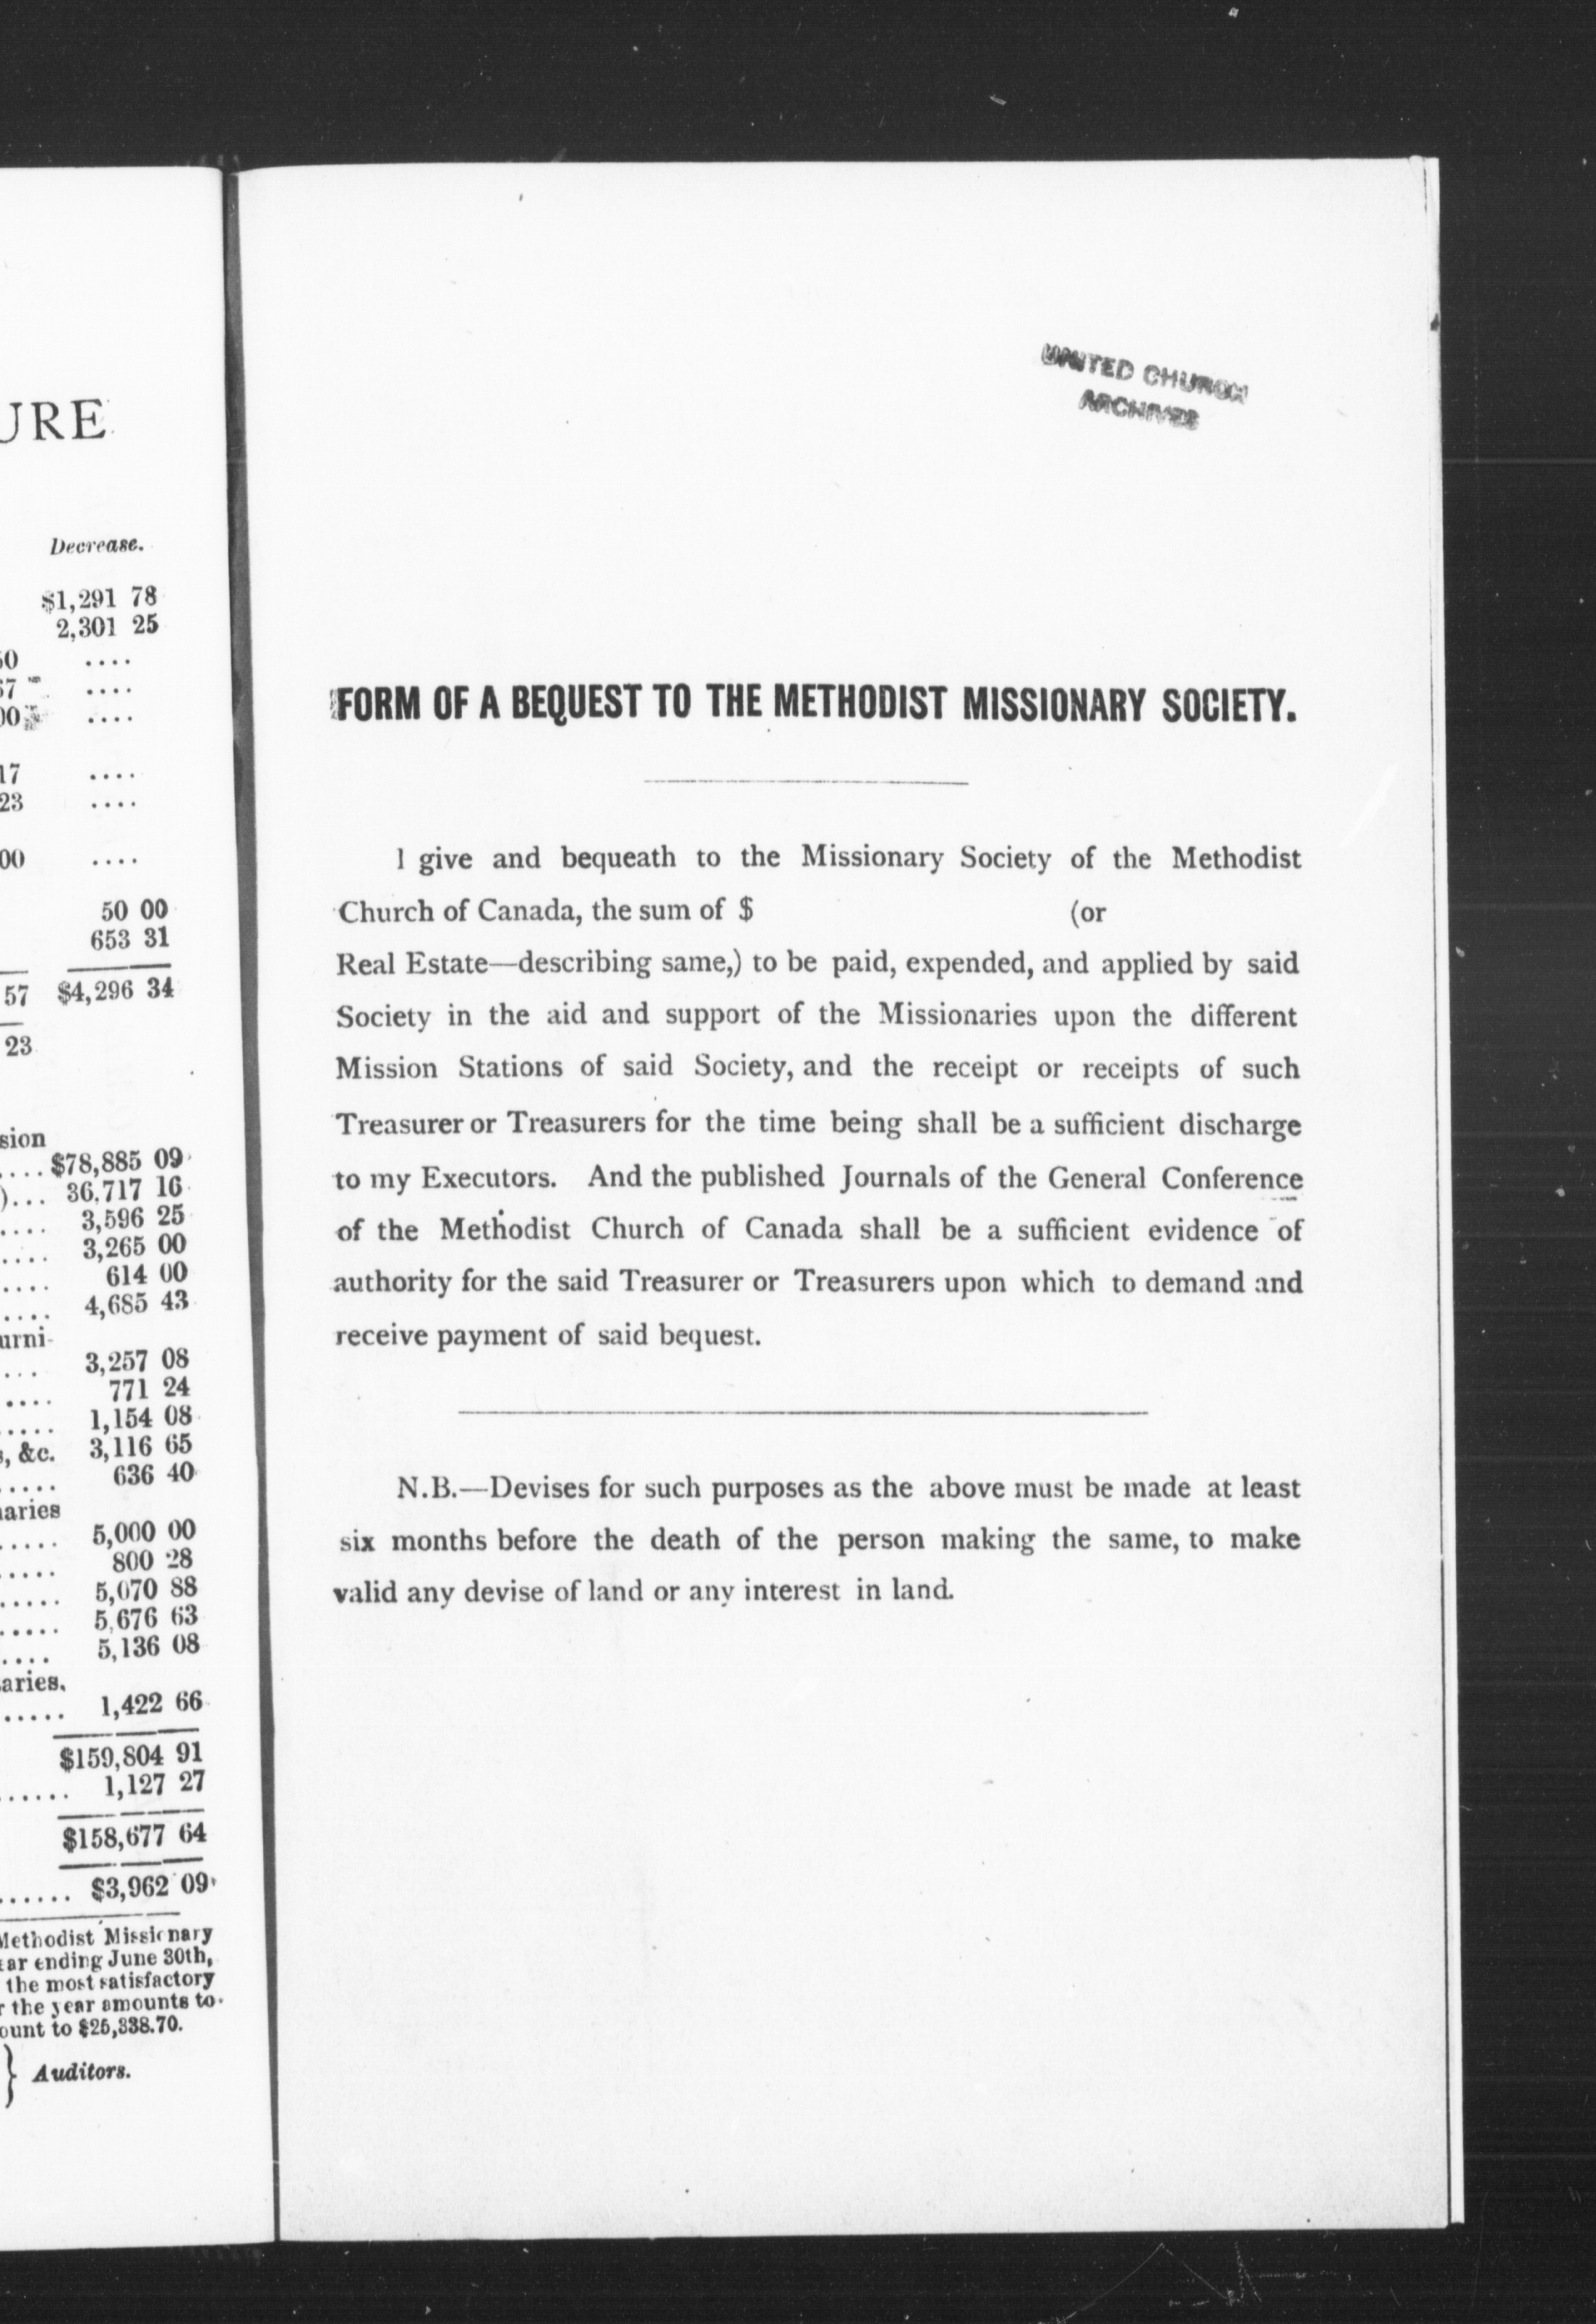 URE
Decrease.
$1,291 78
2,301 25
....
....
....
17 ....
23 ....
00 ....
50 00
653 31
57 $4,296 34
23
sion
.... $78,885 09
)... 36,717 16
.... 3,596 25
.... 3,265 00
.... 614 00
.... 4,685 43
urni-
... 3,257 08
.... 771 24
..... 1,154 08
s, &c. 3,116 65
..... 636 40
naries
..... 5,000 00
..... 800 28
..... 5,070 88
..... 5,676 63
.... 5,136 08
aries.
..... 1,422 66
$159,804 91
...... 1,127 27
$158,677 64
...... $3,962 09
Methodist Missionary
ear ending June 30th,
the most satisfactory
r the year amounts to
ount to $25,338.70.
} Auditors.
UNITED CHURCH
ARCHIVES
FORM OF A BEQUEST TO THE METHODIST MISSIONARY SOCIETY.
I give and bequeath to the Missionary Society of the Methodist
Church of Canada, the sum of $ (or
Real Estate—describing same,) to be paid, expended, and applied by said
Society in the aid and support of the Missionaries upon the different
Mission Stations of said Society, and the receipt or receipts of such
Treasurer or Treasurers for the time being shall be a sufficient discharge
to my Executors. And the published Journals of the General Conference
of the Methodist Church of Canada shall be a sufficient evidence of
authority for the said Treasurer or Treasurers upon which to demand and
receive payment of said bequest.
N.B.—Devises for such purposes as the above must be made at least
six months before the death of the person making the same, to make
valid any devise of land or any interest in land.